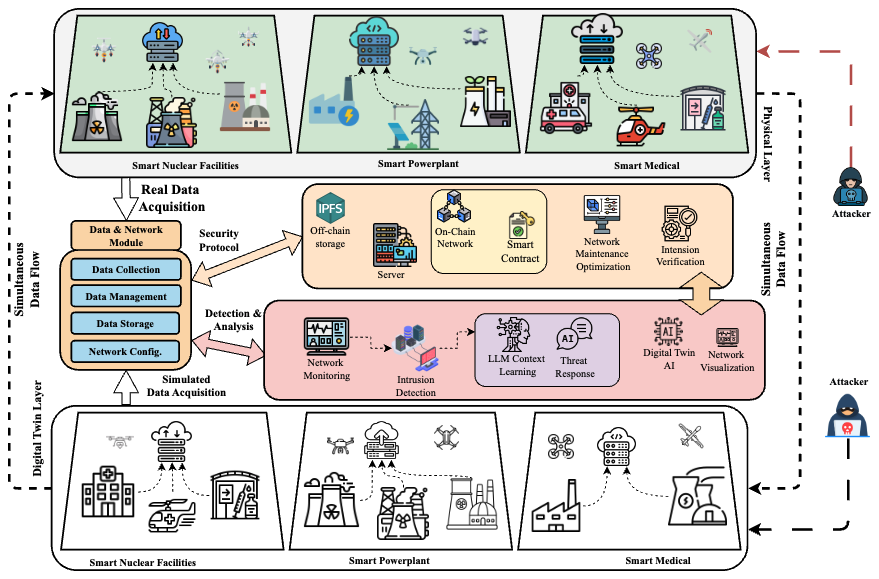 Smart Nuclear Facilities
Smart Powerplant
Smart Medical
Physical Layer
Attacker
Real Data
Acquisition
Simultaneous
Data Flow
Data & Network
Module
Data Collection
Data Management
Data Storage
Network Config.
Security
Protocol
IPFS
Off-chain
storage
Server
On-Chain
Network
Smart
Contract
Network
Maintenance
Optimization
Intension
Verification
Simultaneous
Data Flow
Detection &
Analysis
Network
Monitoring
Intrusion
Detection
LLM Context
Learning
AI
Threat
Response
AI
Digital Twin
AI
Network
Visualization
Simulated
Data Acquisition
Digital Twin Layer
Attacker
Smart Nuclear Facilities
Smart Powerplant
Smart Medical